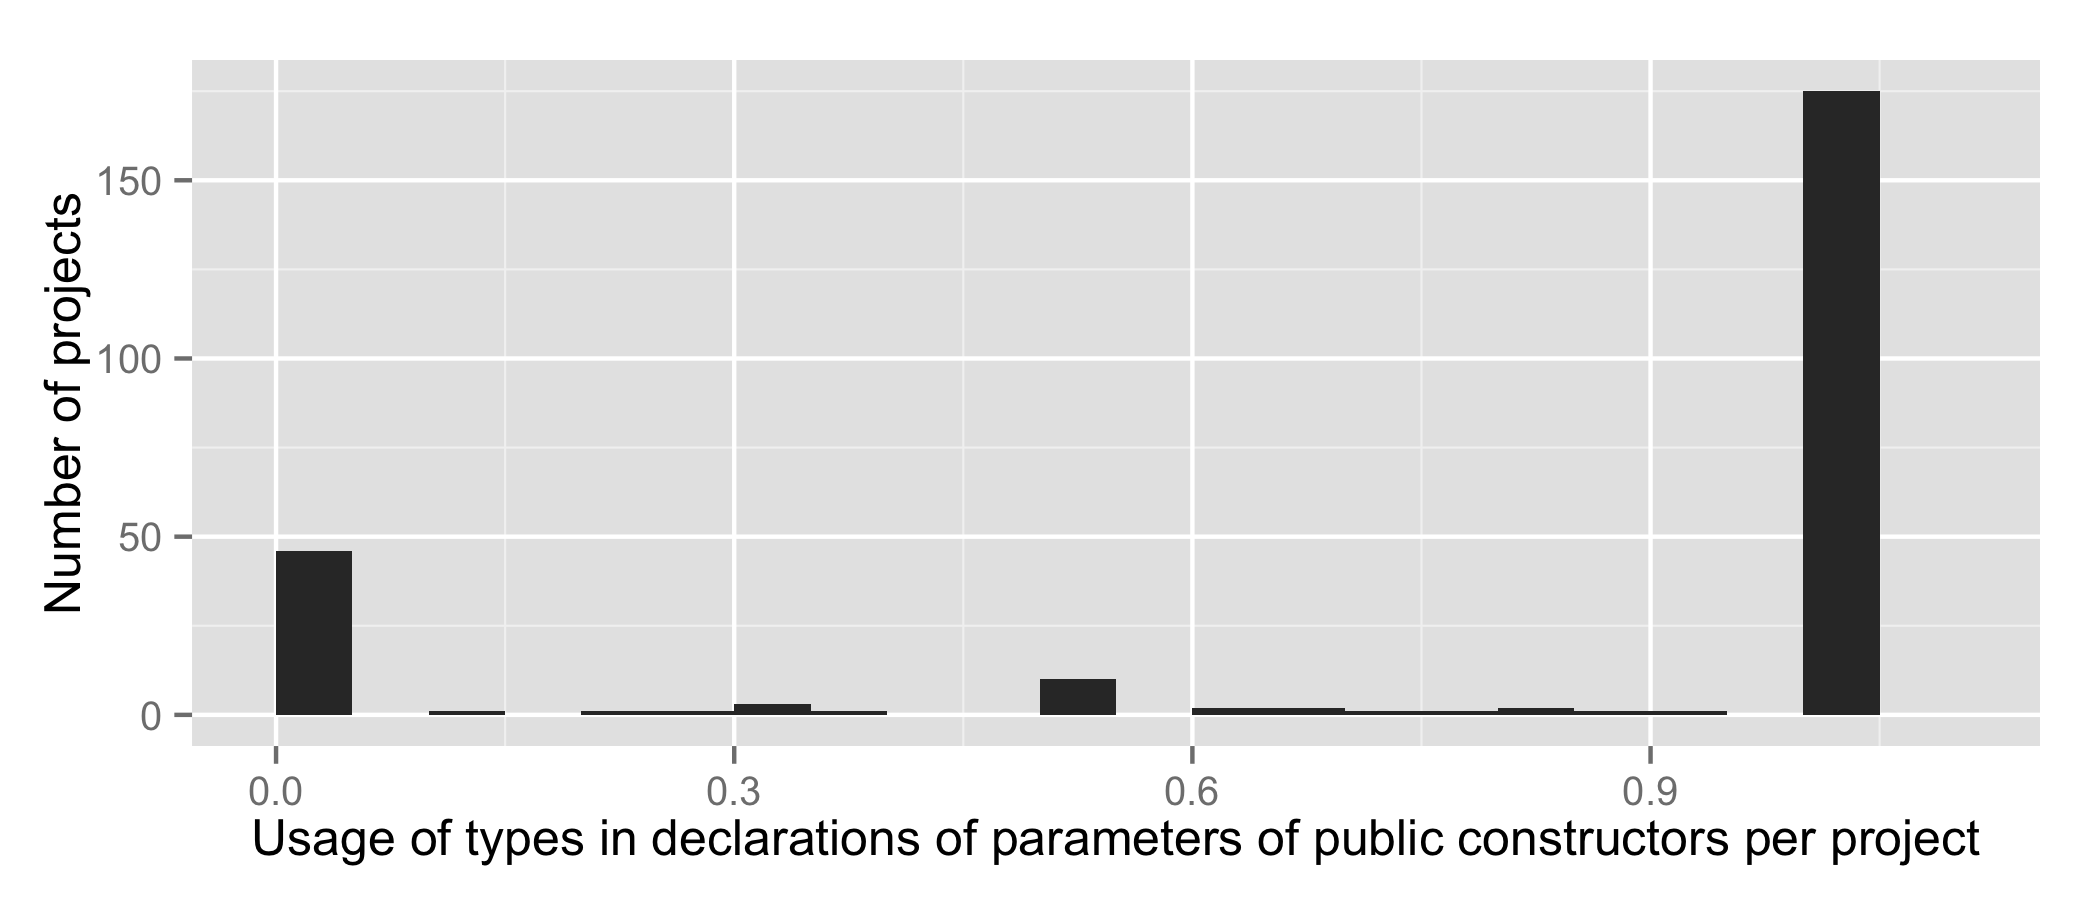 Number of projects
150
100
50
0
0.0 0.3 0.6 0.9
Usage of types in declarations of parameters of public constructors per project